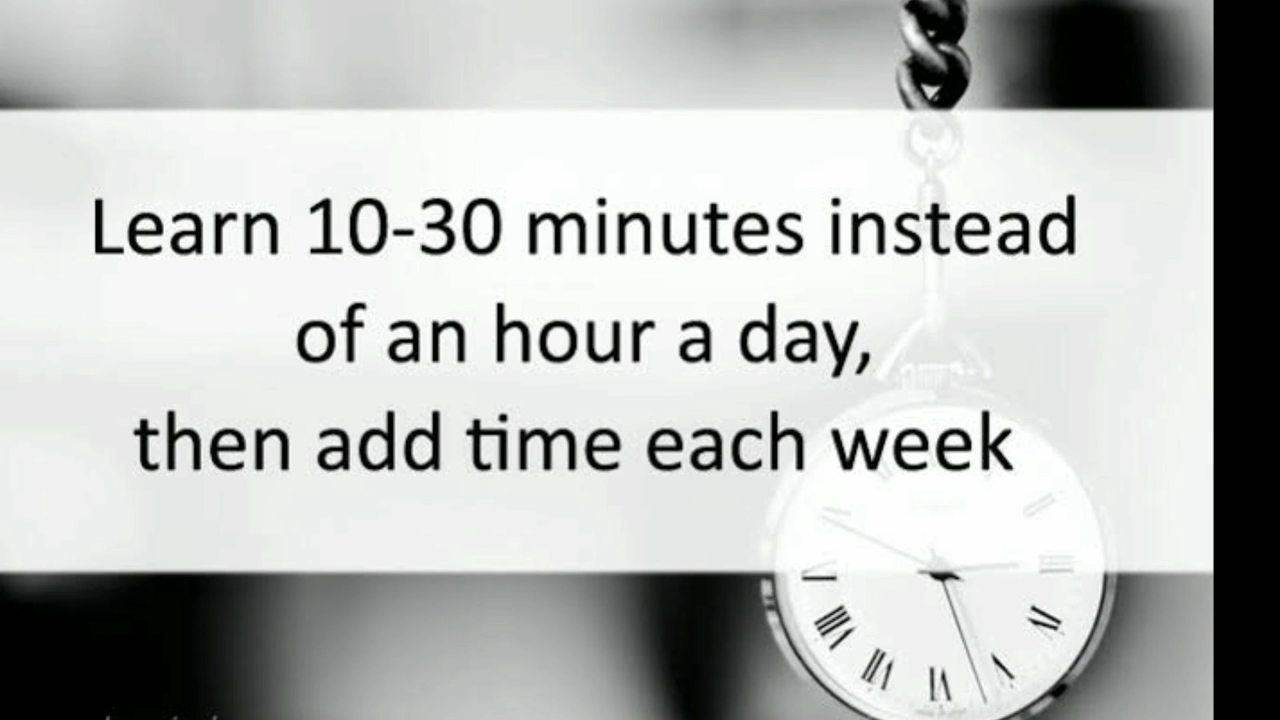 Learn 10-30 minutes instead
of an hour a day,
then add time each week